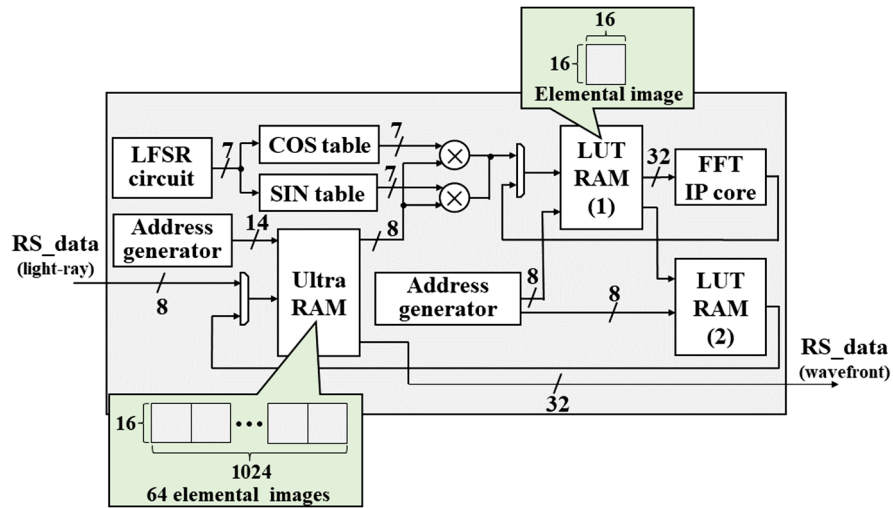 16
16
Elemental image
LFSR
circuit
7
COS table
7
SIN table
7
×
×
LUT
RAM
(1)
32
FFT
IP core
Address
generator
14
8
RS_data
(light-ray)
8
Ultra
RAM
Address
generator
8
8
LUT
RAM
(2)
RS_data
(wavefront)
32
16
•••
1024
64 elemental images